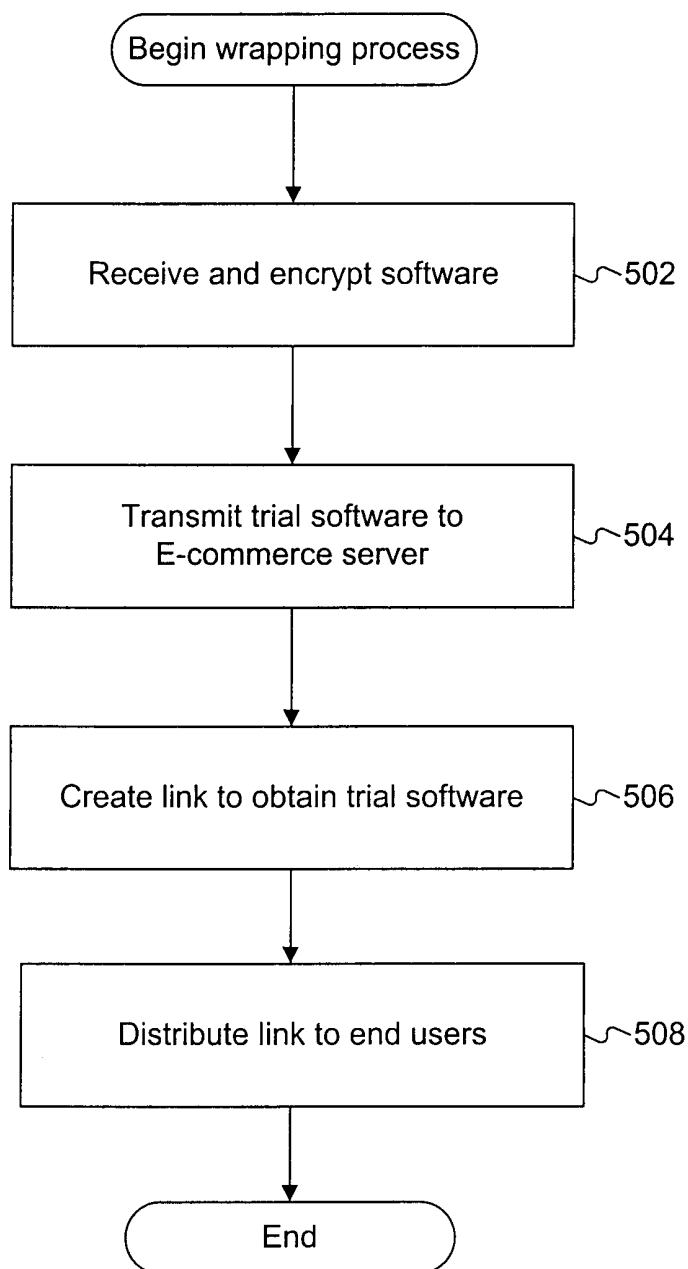 Begin wrapping process
Receive and encrypt software
502
Transmit trial software to
E-commerce server
504
Create link to obtain trial software
506
Distribute link to end users
508
End